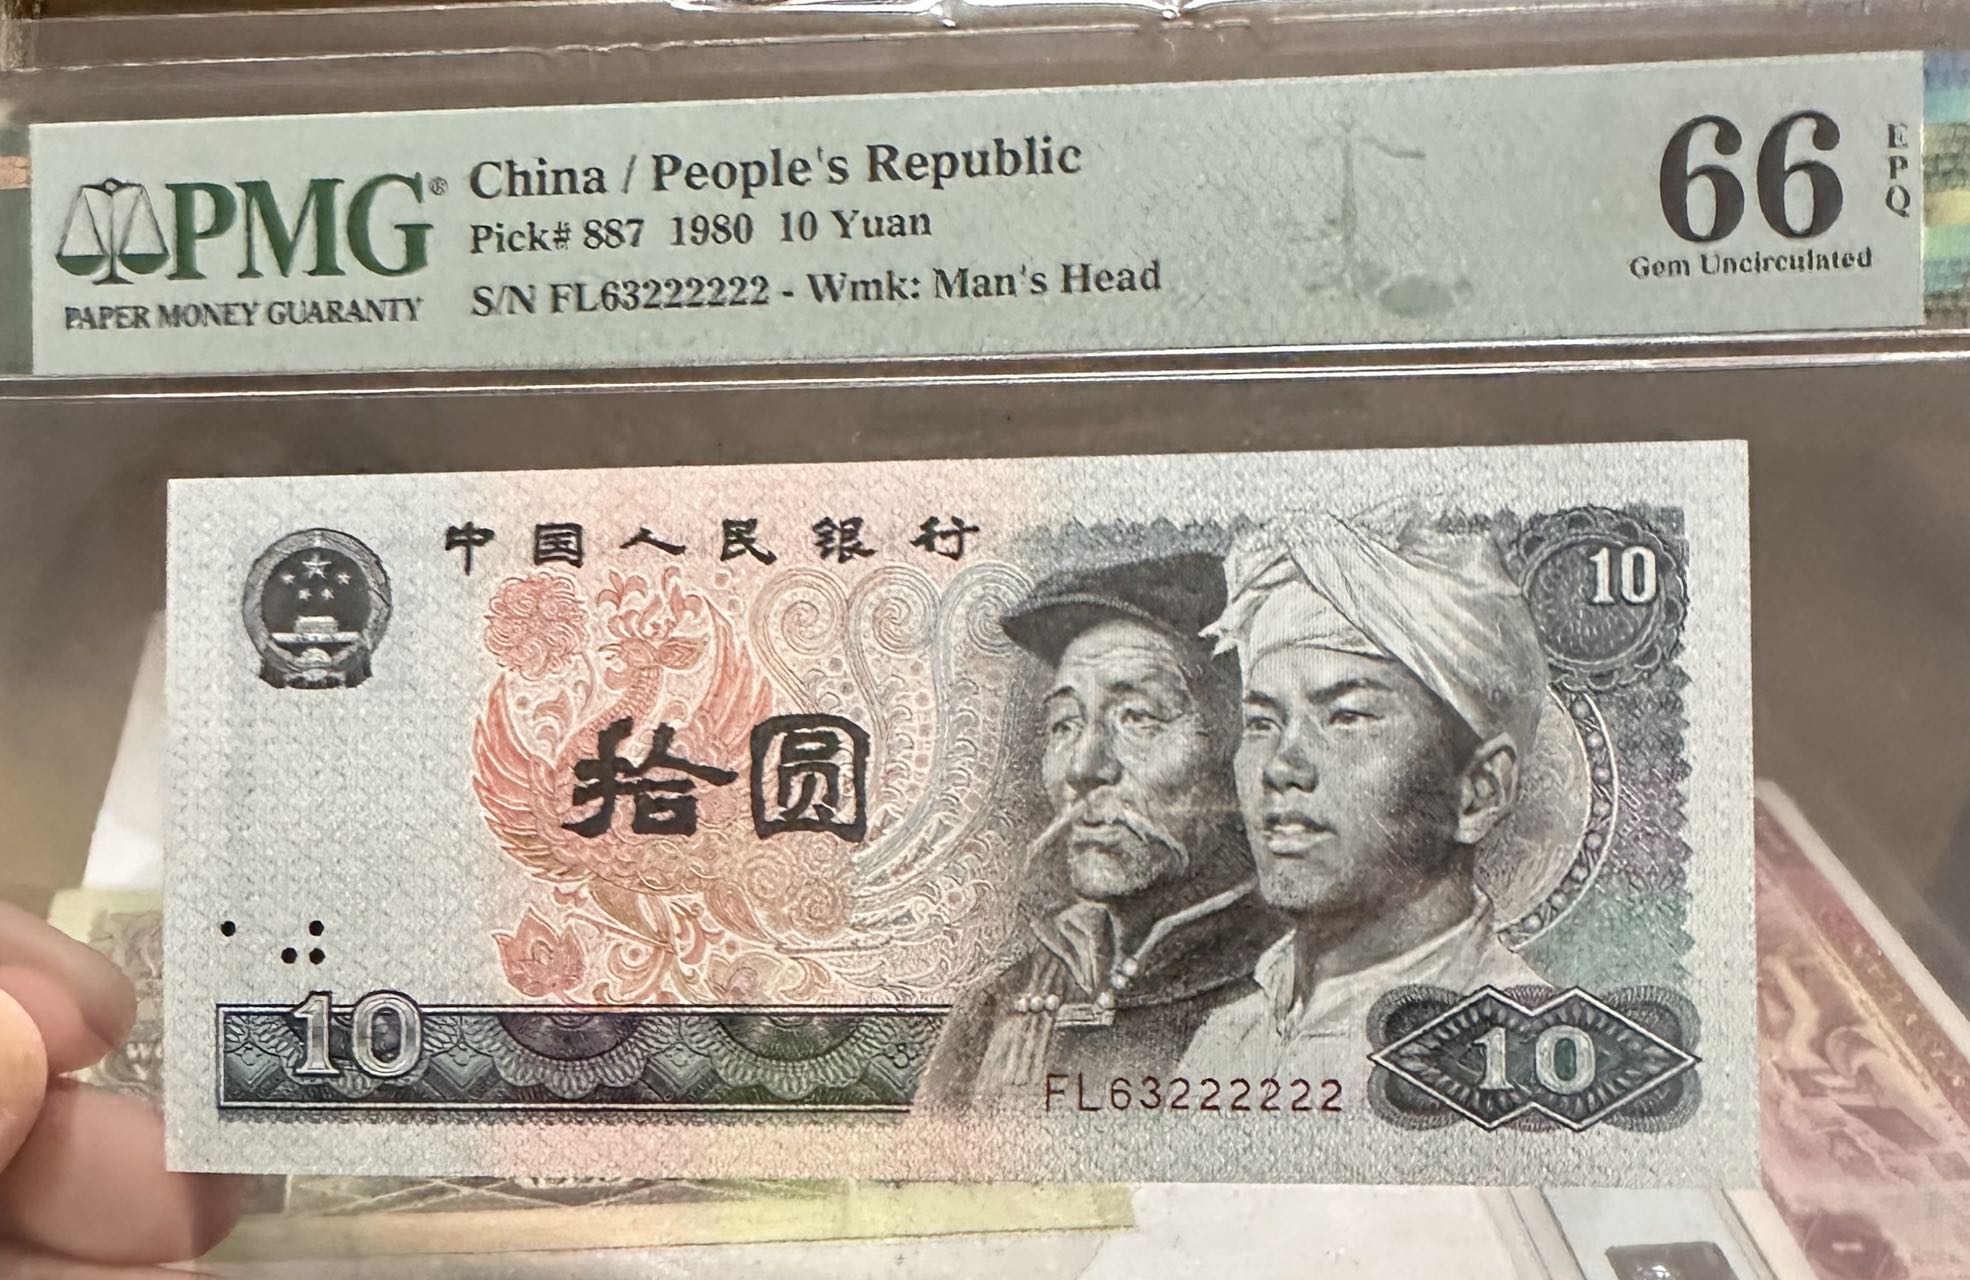 PMG®
PAPER MONEY GUARANTY
China / People's Republic
Pick# 887 1980 10 Yuan
S/N FL63222222 - Wmk: Man's Head
66
EPQ
Gem Uncirculated
中国人民银行
10
拾圆
10
FL63222222
10